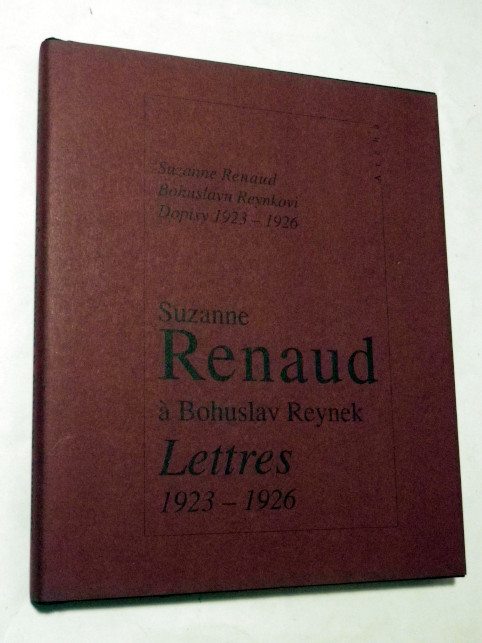 Suzanne Renaud
Bohuslavu Reynkovi
Dopisy 1923 – 1926
Suzanne
Renaud
à Bohuslav Reynek
Lettres
1923 – 1926